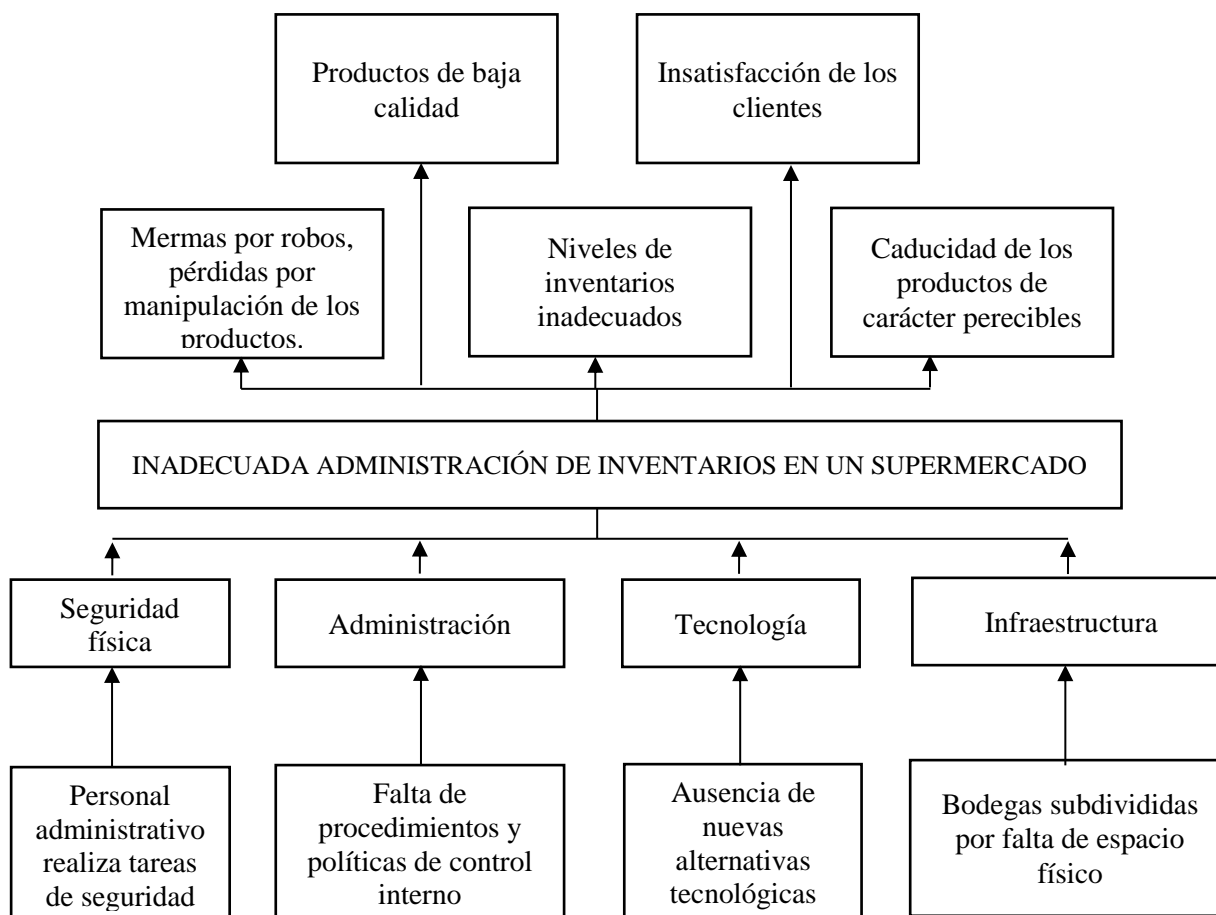 Productos de baja
calidad
Insatisfacción de los
clientes
Mermas por robos,
pérdidas por
manipulación de los
productos.
Niveles de
inventarios
inadecuados
Caducidad de los
productos de
carácter perecibles
INADECUADA ADMINISTRACIÓN DE INVENTARIOS EN UN SUPERMERCADO
Seguridad
física
Administración
Tecnología
Infraestructura
Personal
administrativo
realiza tareas
de seguridad
Falta de
procedimientos y
políticas de control
interno
Ausencia de
nuevas
alternativas
tecnológicas
Bodegas subdivididas
por falta de espacio
físico